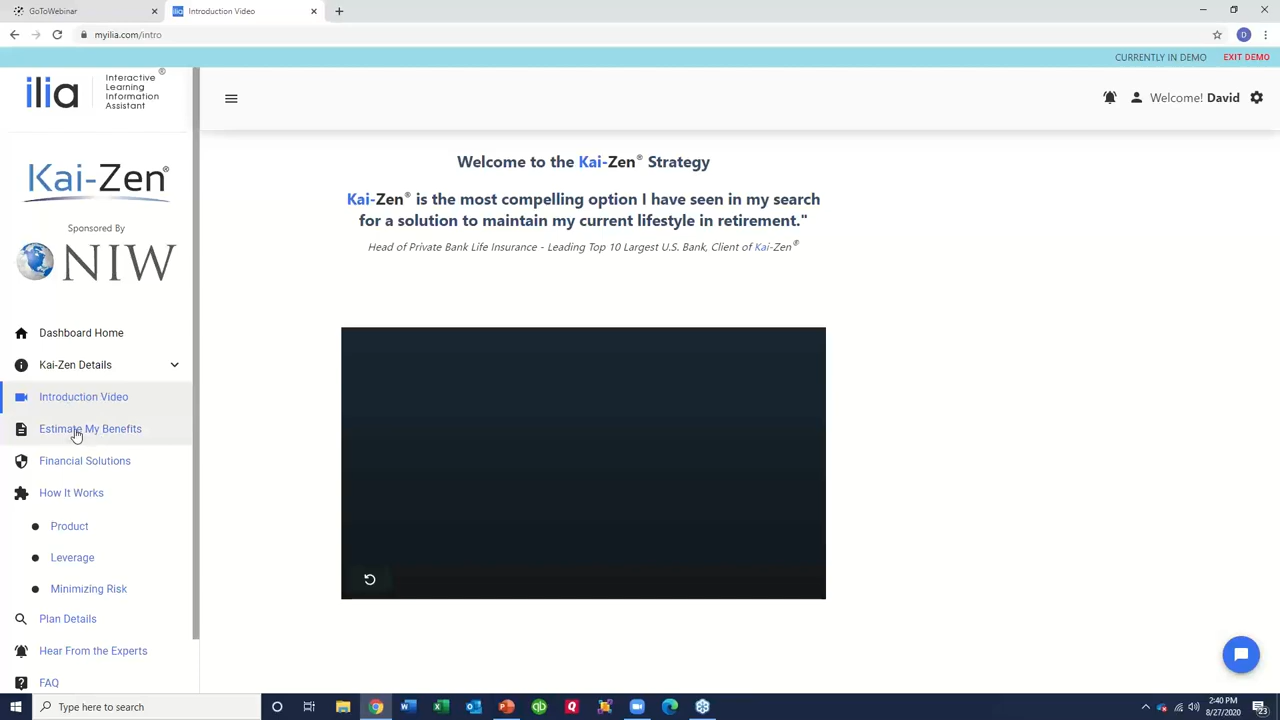 GoToWebinar
ilia Introduction Video
myilia.com/intro
D
CURRENTLY IN DEMO EXIT DEMO
ilia Interactive Learning Information Assistant ®
Welcome! David
Kai-Zen®
Sponsored By
NIW
Dashboard Home
Kai-Zen Details
Introduction Video
Estimate My Benefits
Financial Solutions
How It Works
Product
Leverage
Minimizing Risk
Plan Details
Hear From the Experts
FAQ
Welcome to the Kai-Zen® Strategy
Kai-Zen® is the most compelling option I have seen in my search
for a solution to maintain my current lifestyle in retirement."
Head of Private Bank Life Insurance - Leading Top 10 Largest U.S. Bank, Client of Kai-Zen®
Type here to search
2:40 PM
8/27/2020
23